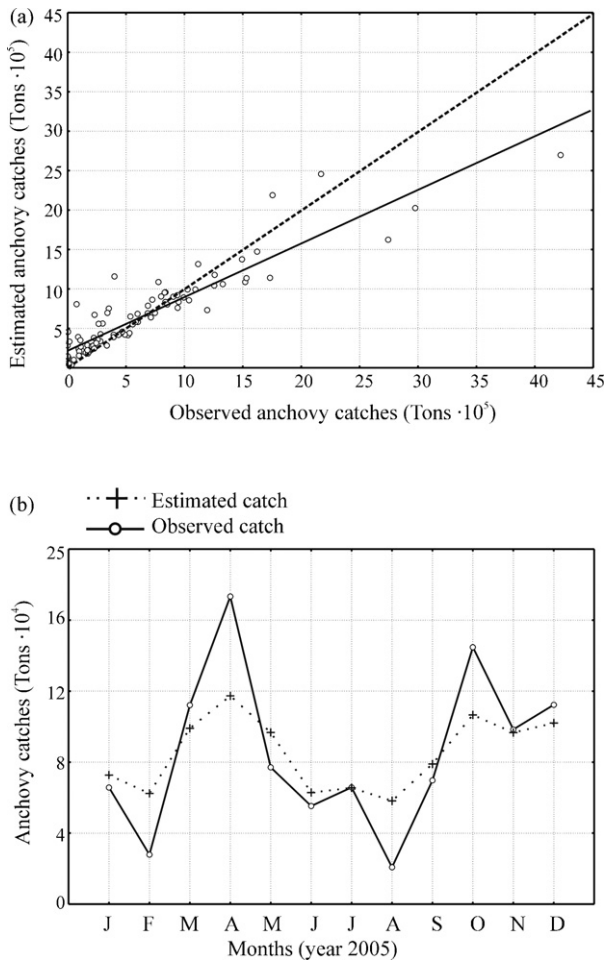 (a)
45
40
35
30
25
20
15
10
5
Estimated anchovy catches (Tons ·10⁵)
0 5 10 15 20 25 30 35 40 45
Observed anchovy catches (Tons ·10⁵)
(b)
Estimated catch
Observed catch
25
16
12
8
4
0
Anchovy catches (Tons ·10⁴)
J F M A M J J A S O N D
Months (year 2005)